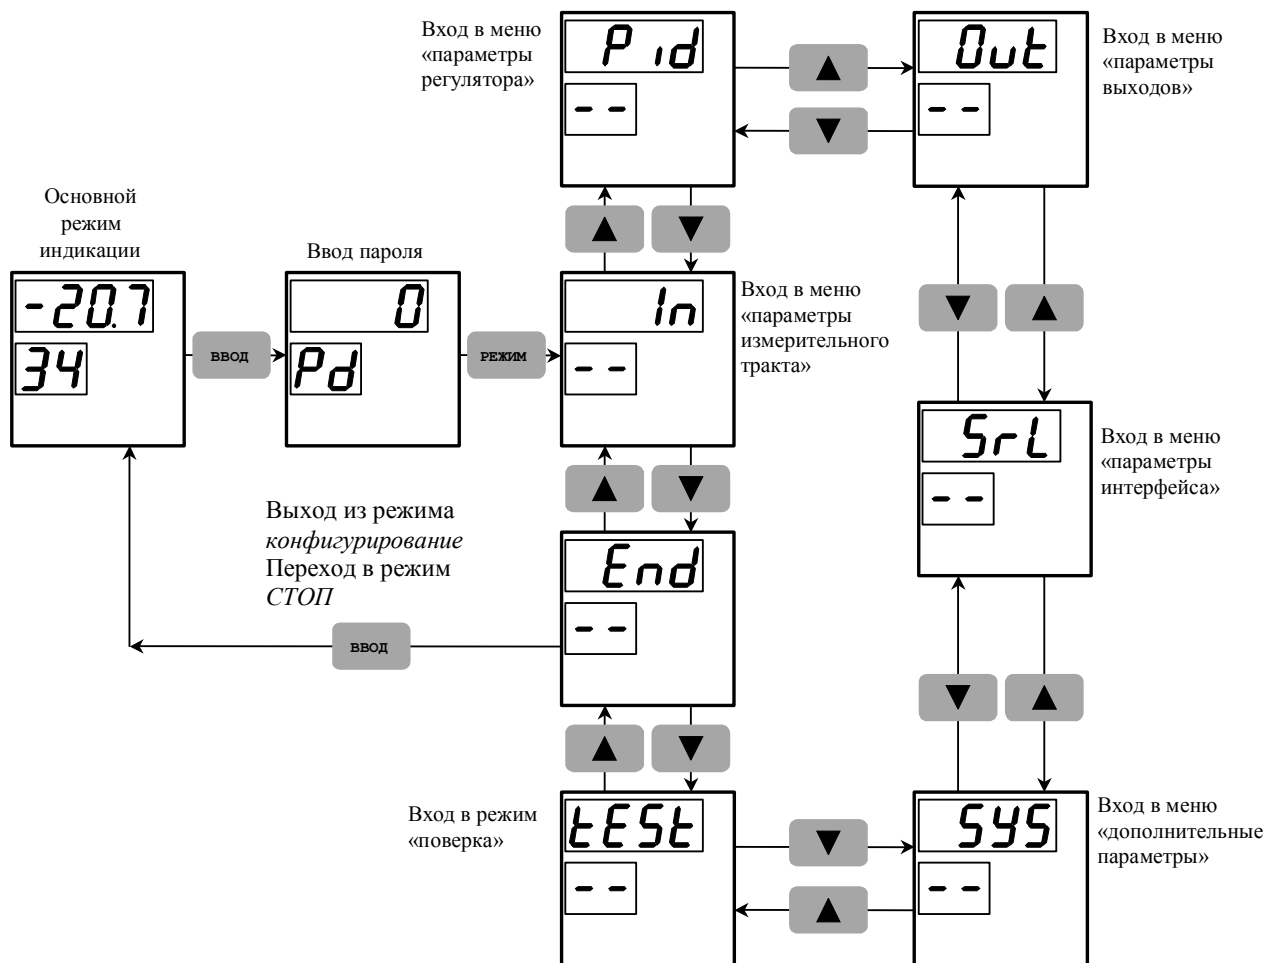 Вход в меню
«параметры
регулятора»
Pid
--
▲
▼
Out
--
Вход в меню
«параметры
выходов»
▲
▼
Основной
режим
индикации
-20.7
34
ВВОД
Ввод пароля
0
Pd
РЕЖИМ
In
--
Вход в меню
«параметры
измерительного
тракта»
▼
▲
SrL
--
Вход в меню
«параметры
интерфейса»
▲
▼
Выход из режима
конфигурирование
Переход в режим
СТОП
ВВОД
End
--
▲
▼
▼
▲
Вход в режим
«поверка»
tESt
--
▼
▲
SYS
--
Вход в меню
«дополнительные
параметры»